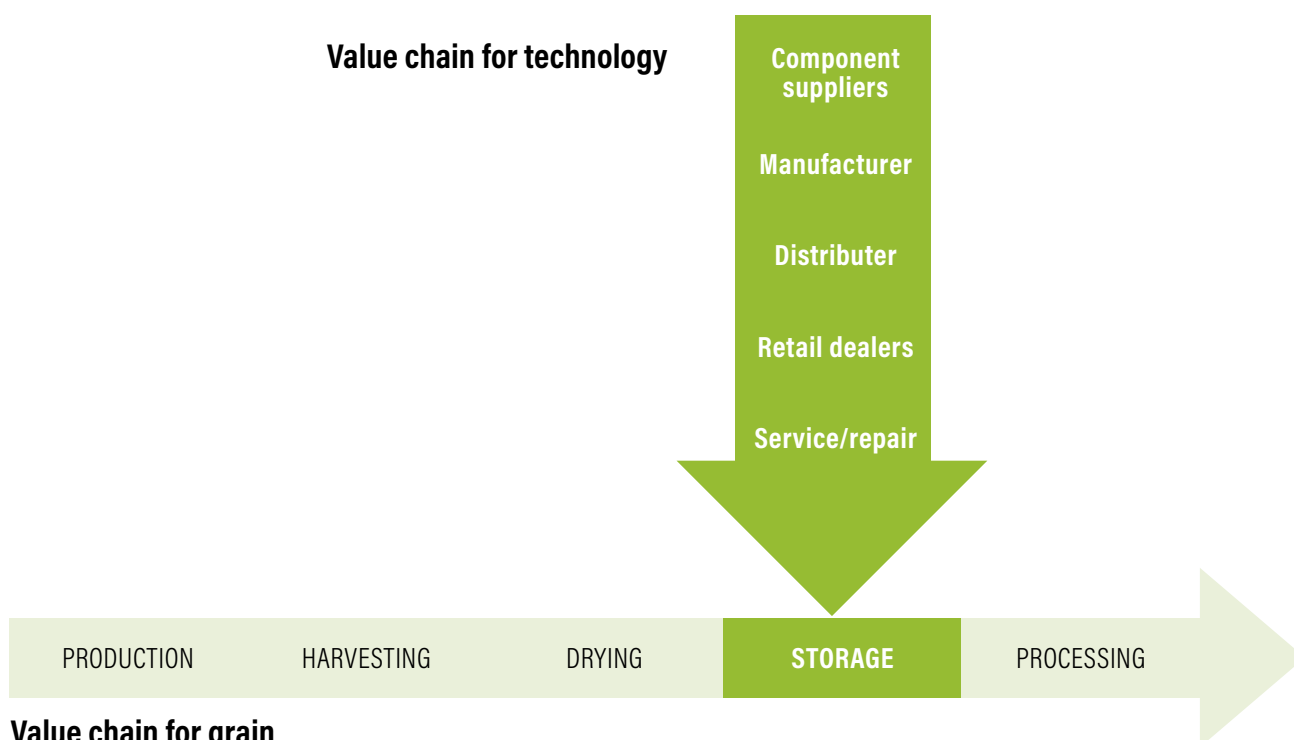 Value chain for technology
Component
suppliers
Manufacturer
Distributer
Retail dealers
Service/repair
PRODUCTION
HARVESTING
DRYING
STORAGE
PROCESSING
Value chain for grain